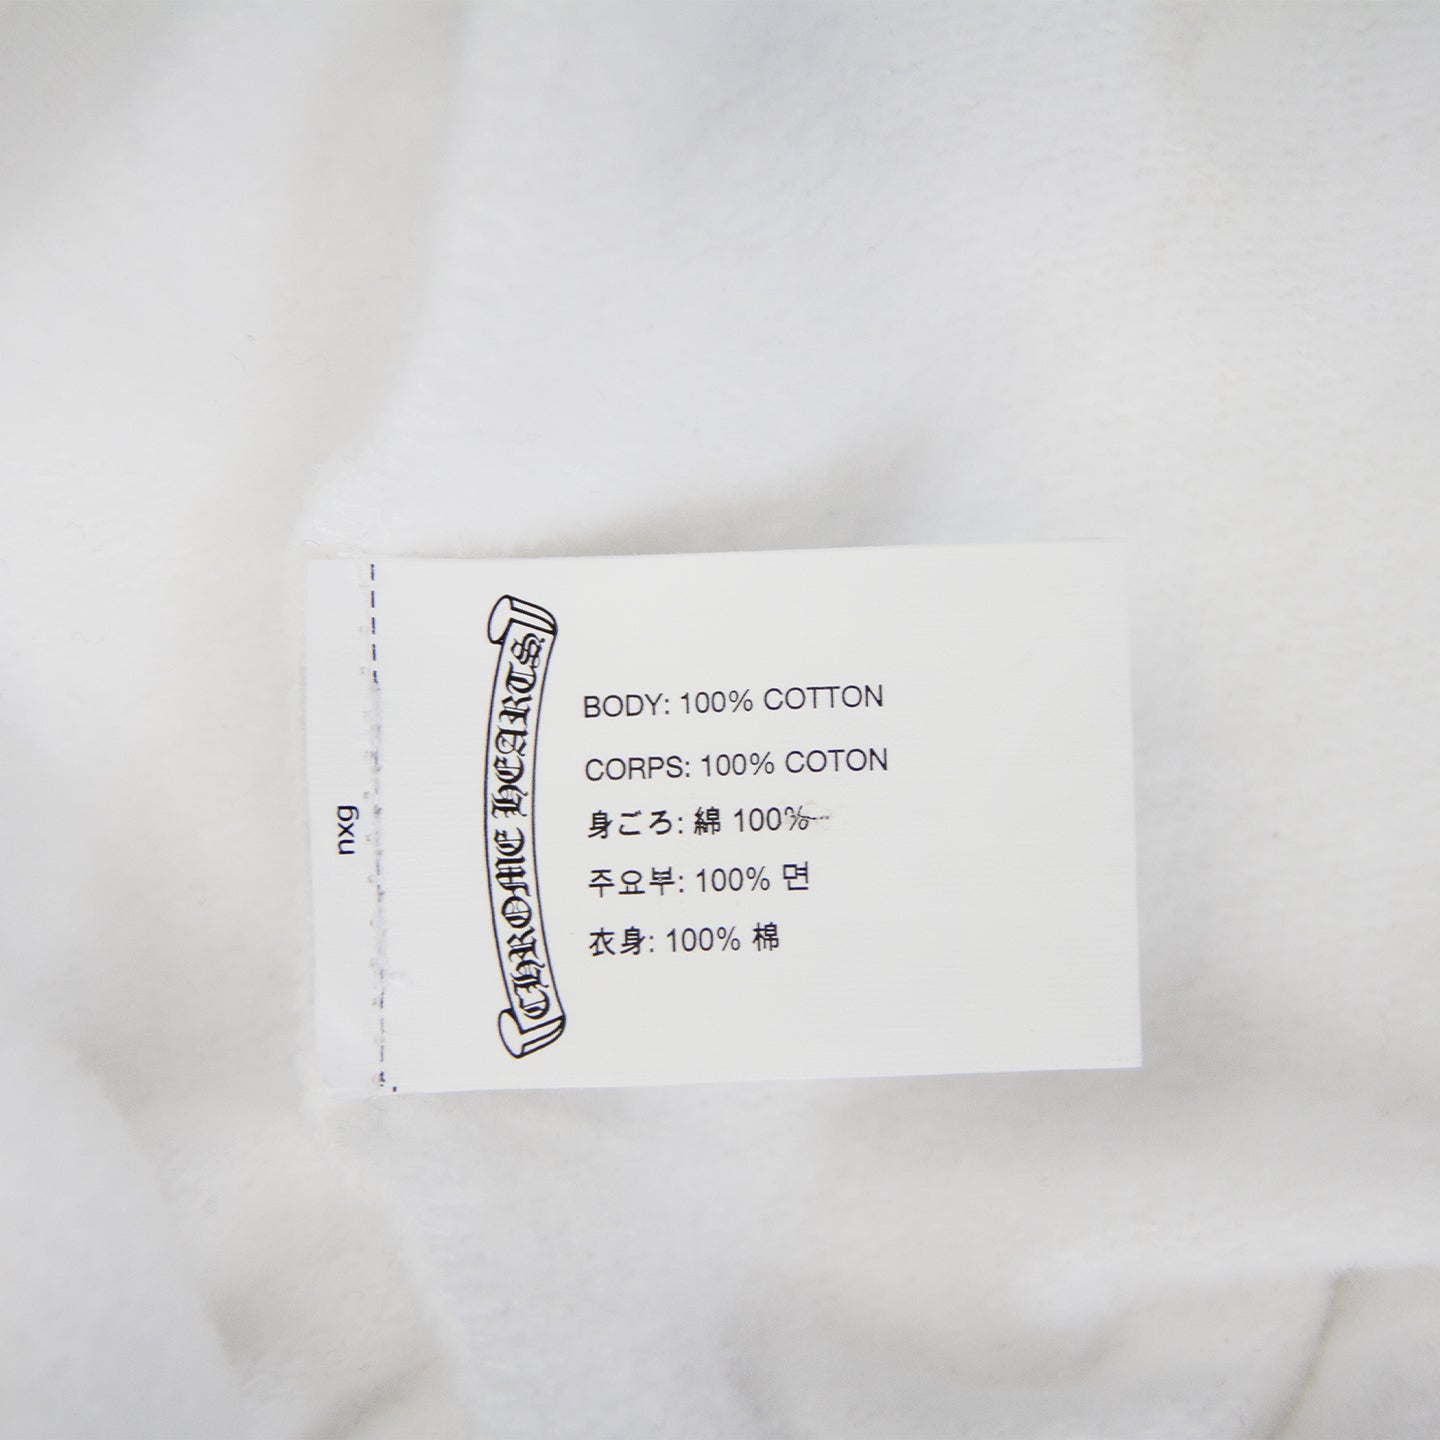 nxg
CHROME HEARTS
BODY: 100% COTTON
CORPS: 100% COTON
身ごろ: 綿 100%
주요부: 100% 면
衣身: 100% 棉